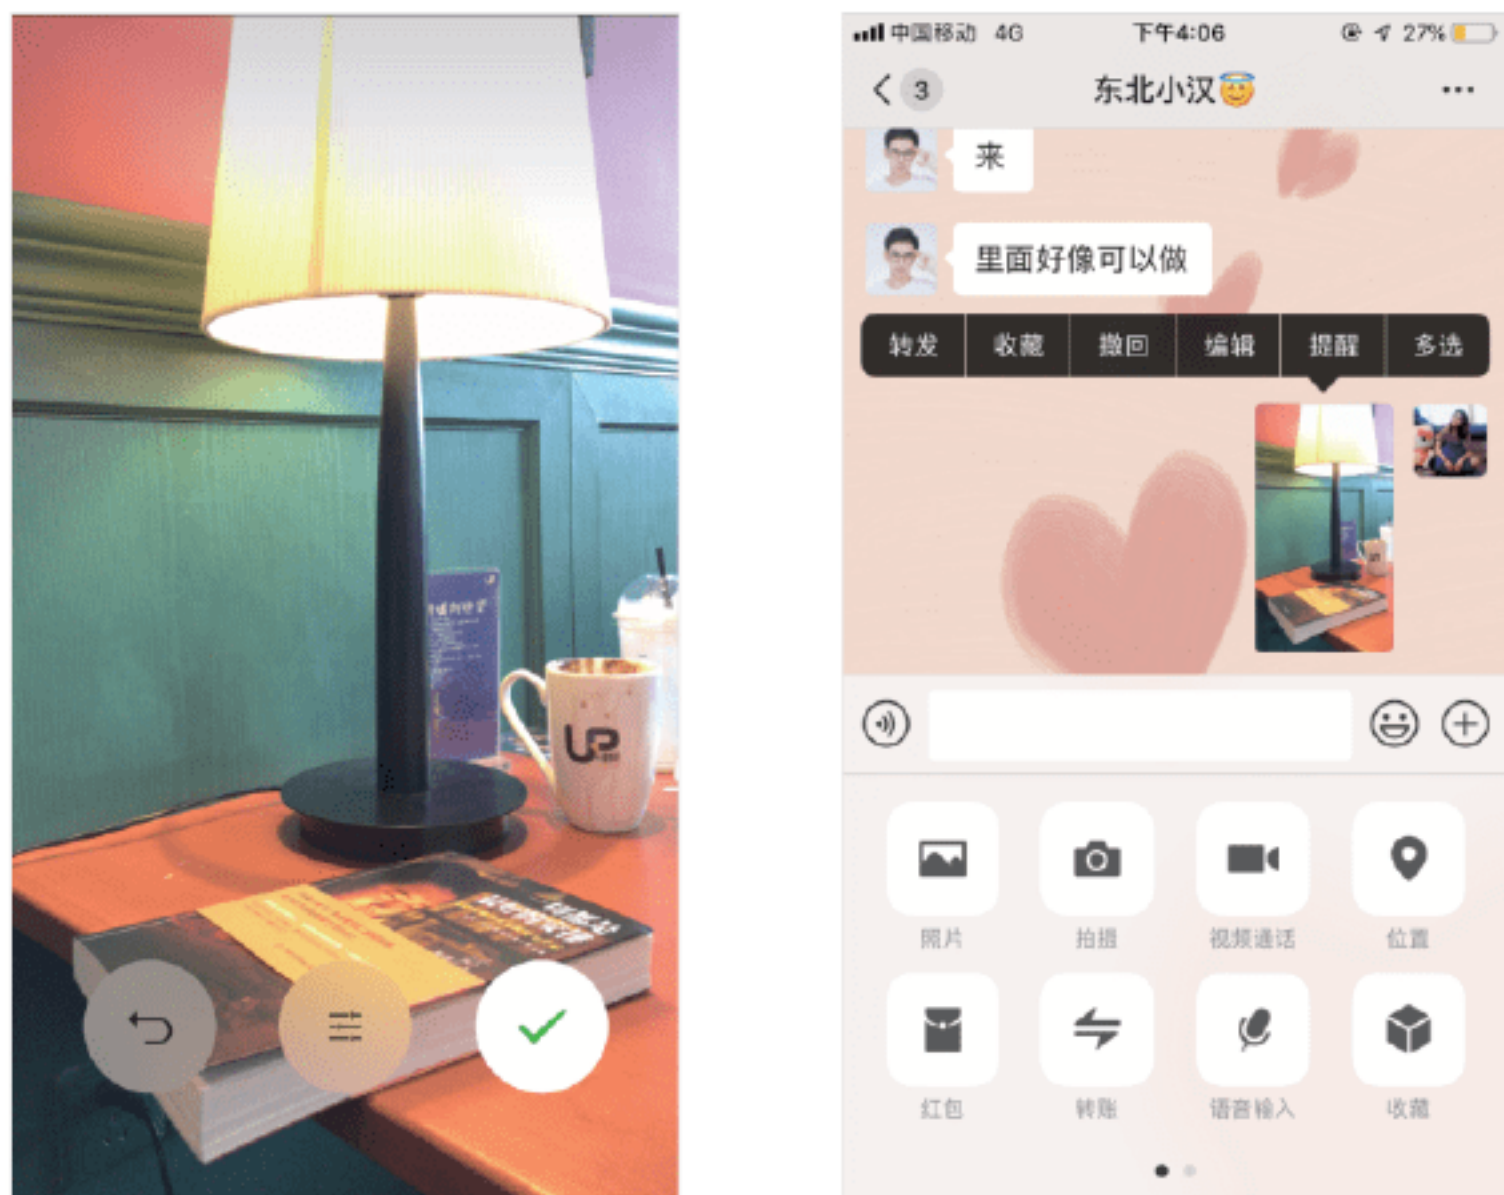 UP
中国移动 4G 下午4:06 27%
3 东北小汉😇 ...
来
里面好像可以做
转发 收藏 撤回 编辑 提醒 多选
照片 拍摄 视频通话 位置
红包 转账 语音输入 收藏